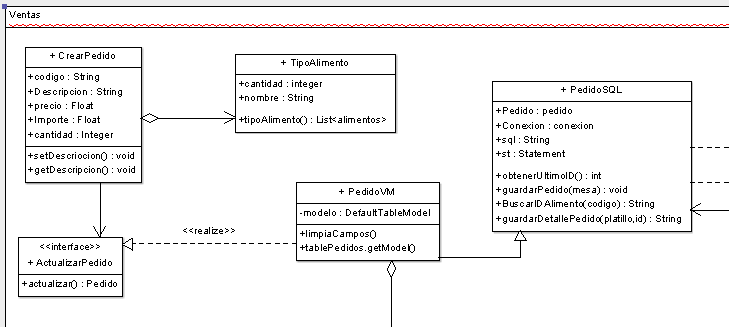 Ventas
+ CrearPedido
+codigo : String
+Descripcion : String
+precio : Float
+Importe : Float
+cantidad : Integer
+setDescriocion() : void
+getDescripcion() : void
+ TipoAlimento
+cantidad : integer
+nombre : String
+tipoAlimento() : List<alimentos>
+ PedidoSQL
+Pedido : pedido
+Conexion : conexion
+sql : String
+st : Statement
+obtenerUltimoID() : int
+guardarPedido(mesa) : void
+BuscarIDAlimento(codigo) : String
+guardarDetallePedido(platillo,id) : String
+ PedidoVM
-modelo : DefaultTableModel
+limpiaCampos()
+tablePedidos.getModel()
<<realize>>
<<interface>>
+ ActualizarPedido
+actualizar() : Pedido